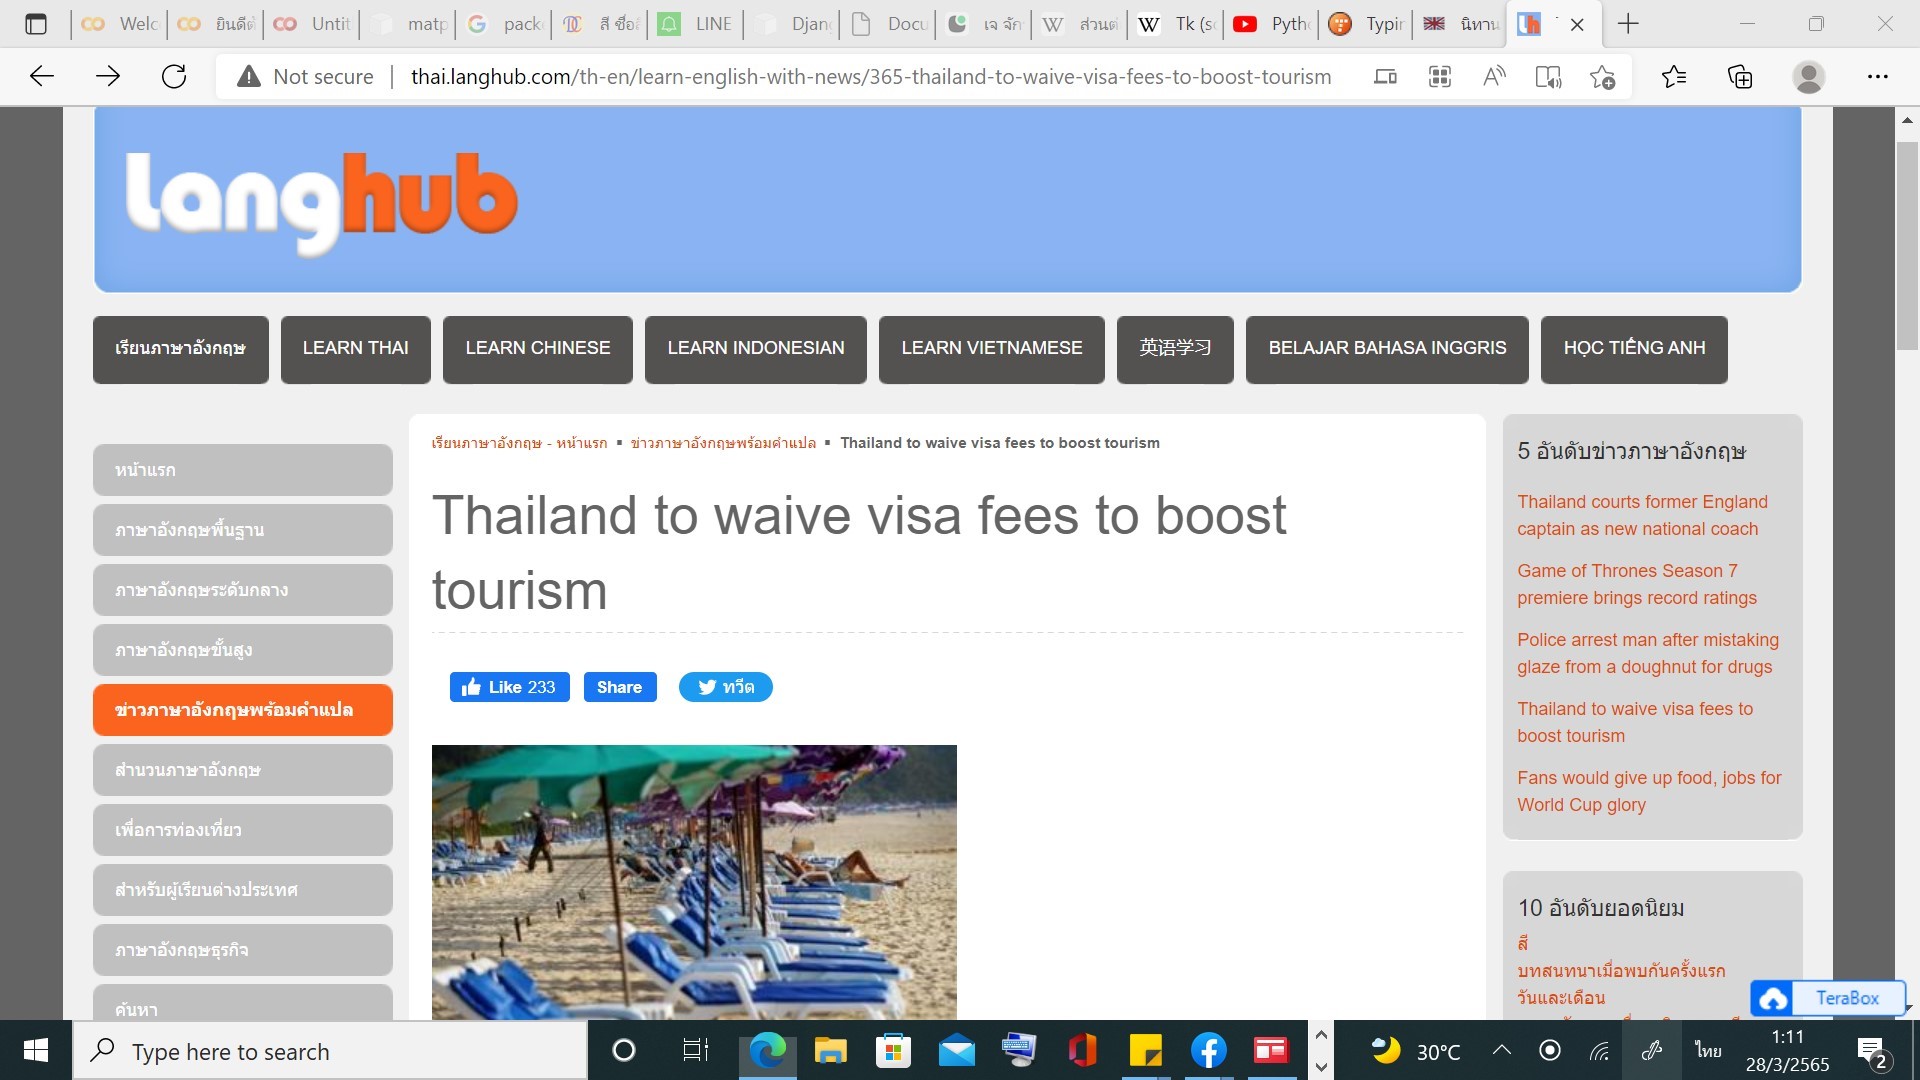 Welc
ยินดีต้
Untit
matp
pack
สี ชื่อสี
LINE
Djan
Docu
เจ จัก
ส่วนต่
Tk (so
Pytho
Typin
นิทาน
Not secure
thai.langhub.com/th-en/learn-english-with-news/365-thailand-to-waive-visa-fees-to-boost-tourism
langhub
เรียนภาษาอังกฤษ
LEARN THAI
LEARN CHINESE
LEARN INDONESIAN
LEARN VIETNAMESE
英语学习
BELAJAR BAHASA INGGRIS
HỌC TIẾNG ANH
หน้าแรก
ภาษาอังกฤษพื้นฐาน
ภาษาอังกฤษระดับกลาง
ภาษาอังกฤษขั้นสูง
ข่าวภาษาอังกฤษพร้อมคำแปล
สำนวนภาษาอังกฤษ
เพื่อการท่องเที่ยว
สำหรับผู้เรียนต่างประเทศ
ภาษาอังกฤษธุรกิจ
ค้นหา
เรียนภาษาอังกฤษ - หน้าแรก ▪ ข่าวภาษาอังกฤษพร้อมคำแปล ▪ Thailand to waive visa fees to boost tourism
Thailand to waive visa fees to boost
tourism
Like 233
Share
ทวีต
5 อันดับข่าวภาษาอังกฤษ
Thailand courts former England
captain as new national coach
Game of Thrones Season 7
premiere brings record ratings
Police arrest man after mistaking
glaze from a doughnut for drugs
Thailand to waive visa fees to
boost tourism
Fans would give up food, jobs for
World Cup glory
10 อันดับยอดนิยม
สี
บทสนทนาเมื่อพบกันครั้งแรก
วันและเดือน
TeraBox
Type here to search
30°C
ไทย
1:11
28/3/2565
2